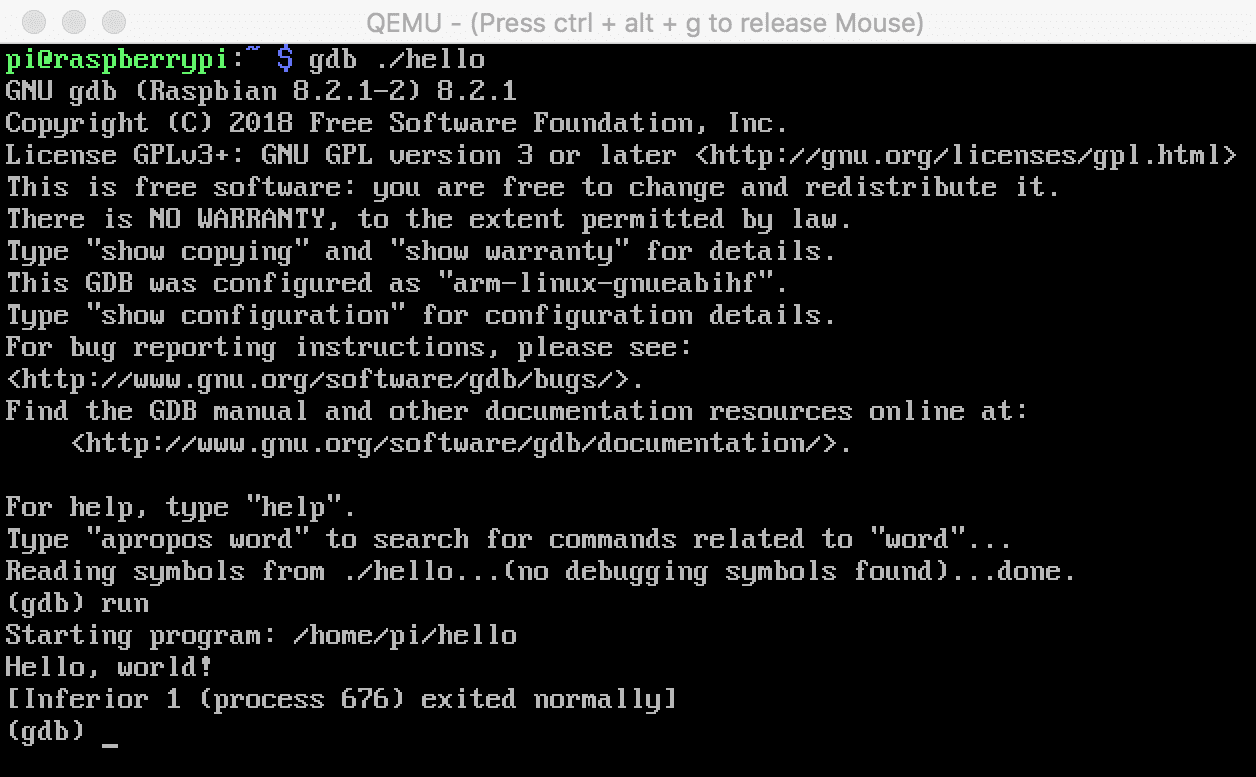 QEMU - (Press ctrl + alt + g to release Mouse)
pi@raspberrypi:~ $ gdb ./hello
GNU gdb (Raspbian 8.2.1-2) 8.2.1
Copyright (C) 2018 Free Software Foundation, Inc.
License GPLv3+: GNU GPL version 3 or later <http://gnu.org/licenses/gpl.html>
This is free software: you are free to change and redistribute it.
There is NO WARRANTY, to the extent permitted by law.
Type "show copying" and "show warranty" for details.
This GDB was configured as "arm-linux-gnueabihf".
Type "show configuration" for configuration details.
For bug reporting instructions, please see:
<http://www.gnu.org/software/gdb/bugs/>.
Find the GDB manual and other documentation resources online at:
    <http://www.gnu.org/software/gdb/documentation/>.

For help, type "help".
Type "apropos word" to search for commands related to "word"...
Reading symbols from ./hello...(no debugging symbols found)...done.
(gdb) run
Starting program: /home/pi/hello
Hello, world!
[Inferior 1 (process 676) exited normally]
(gdb) _